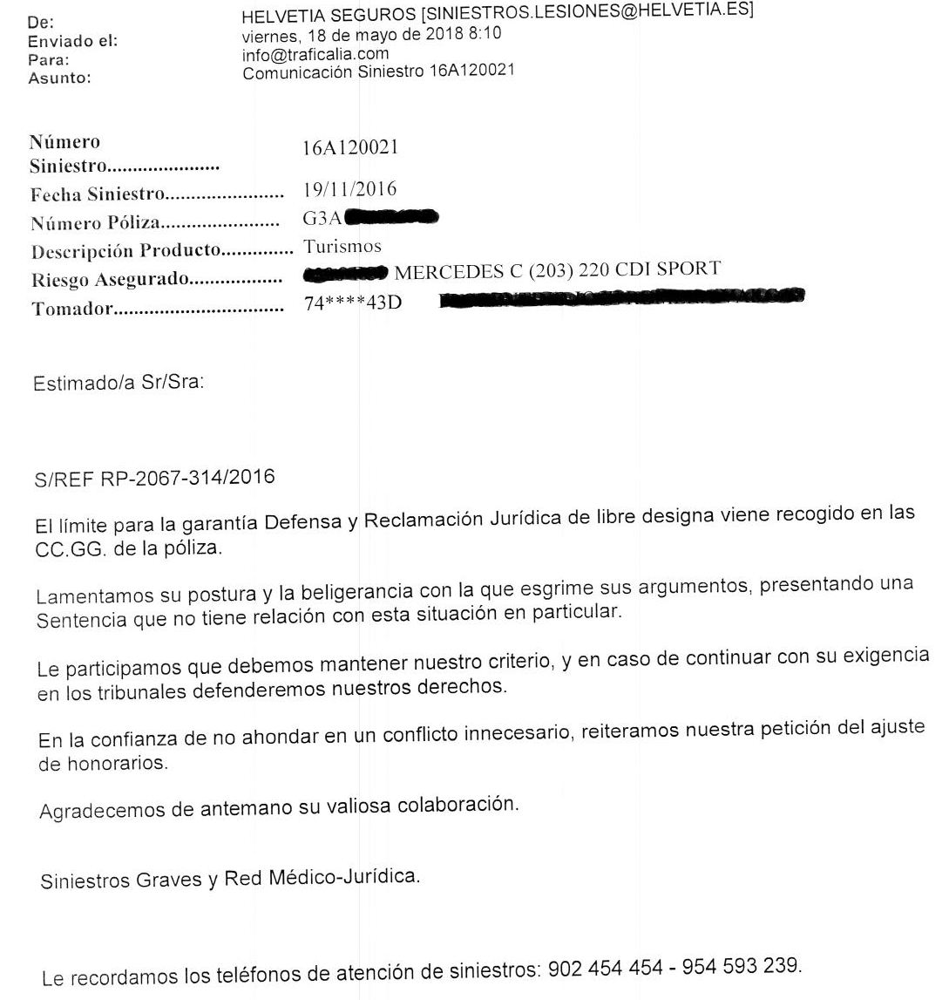 De: HELVETIA SEGUROS [SINIESTROS.LESIONES@HELVETIA.ES]
Enviado el: viernes, 18 de mayo de 2018 8:10
Para: info@traficalia.com
Asunto: Comunicación Siniestro 16A120021
Número
Siniestro...................... 16A120021
Fecha Siniestro....................... 19/11/2016
Número Póliza....................... G3A
Descripción Producto.............. Turismos
Riesgo Asegurado.................. MERCEDES C (203) 220 CDI SPORT
Tomador................................. 74****43D
Estimado/a Sr/Sra:
S/REF RP-2067-314/2016
El límite para la garantía Defensa y Reclamación Jurídica de libre designa viene recogido en las
CC.GG. de la póliza.
Lamentamos su postura y la beligerancia con la que esgrime sus argumentos, presentando una
Sentencia que no tiene relación con esta situación en particular.
Le participamos que debemos mantener nuestro criterio, y en caso de continuar con su exigencia
en los tribunales defenderemos nuestros derechos.
En la confianza de no ahondar en un conflicto innecesario, reiteramos nuestra petición del ajuste
de honorarios.
Agradecemos de antemano su valiosa colaboración.
Siniestros Graves y Red Médico-Jurídica.
Le recordamos los teléfonos de atención de siniestros: 902 454 454 - 954 593 239.